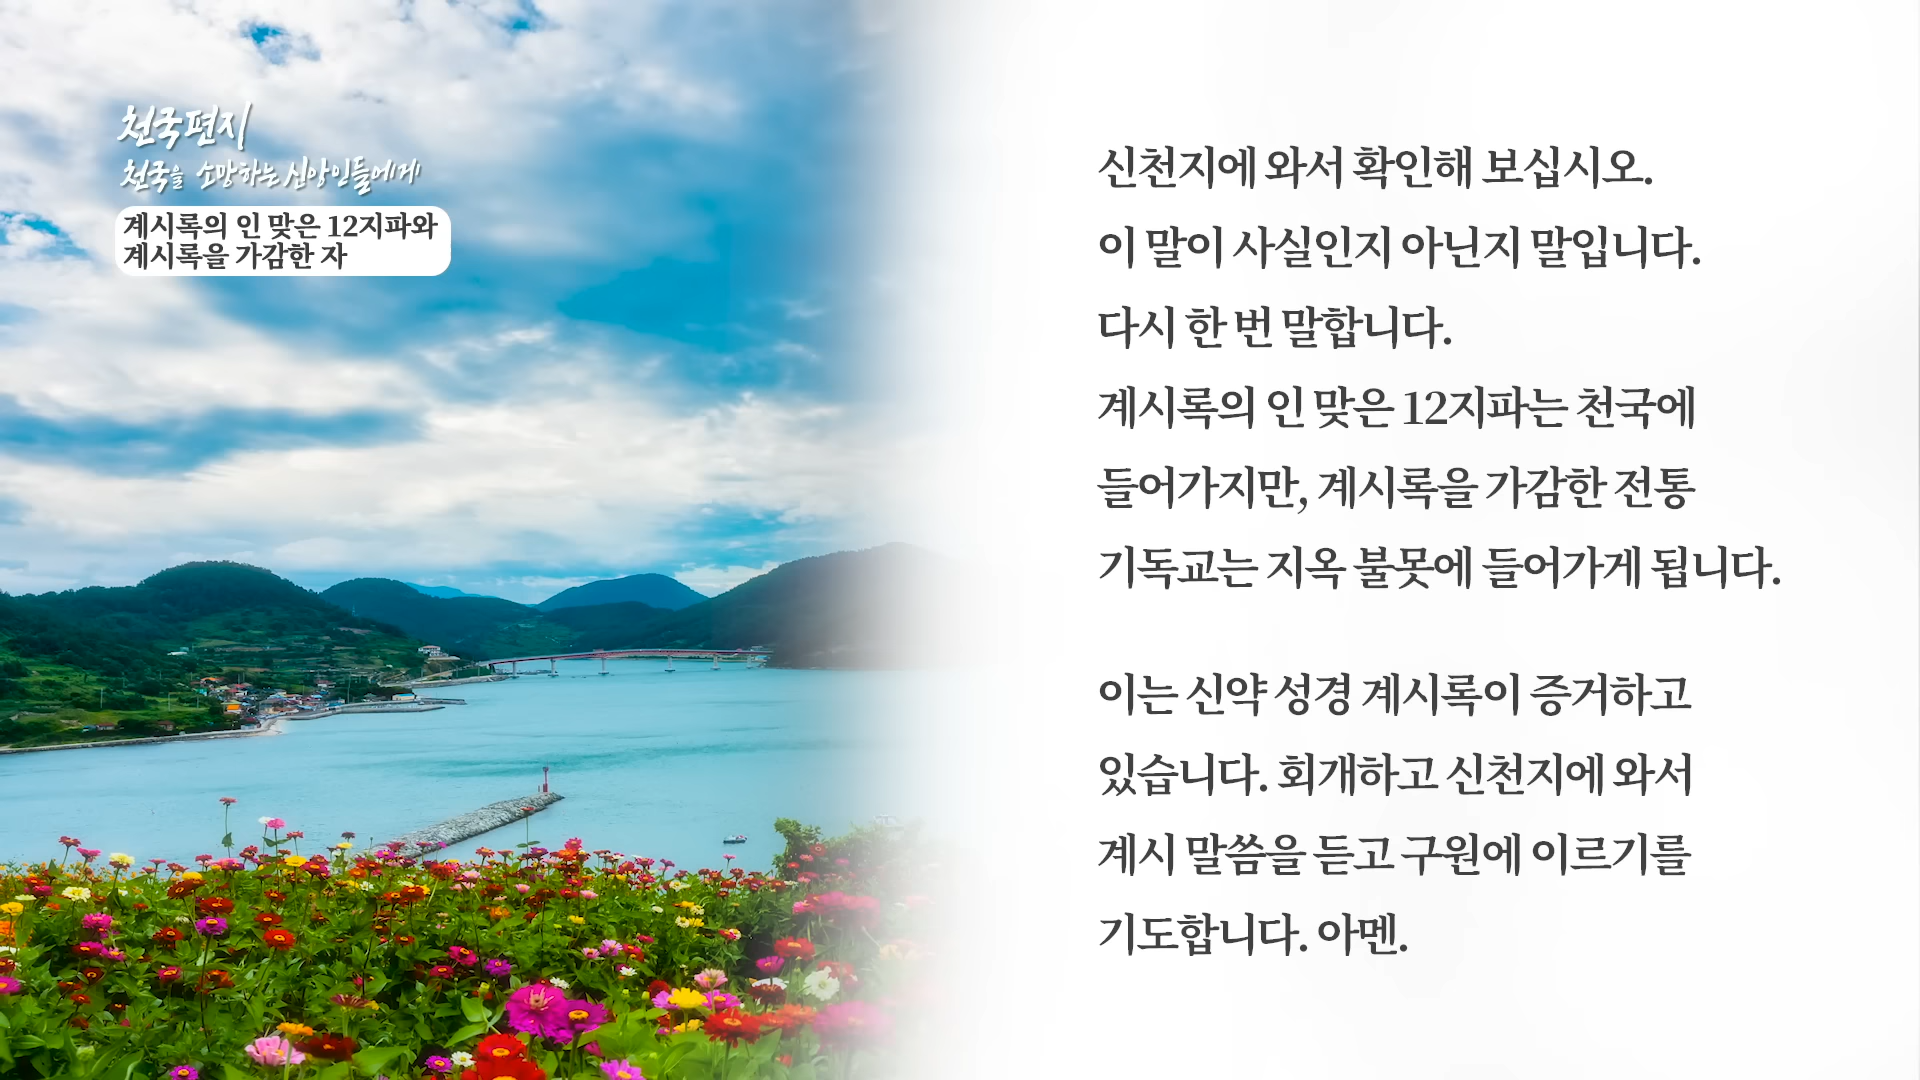 천국편지
천국을 소망하는 신앙인들에게
계시록의 인 맞은 12지파와
계시록을 가감한 자
신천지에 와서 확인해 보십시오.
이 말이 사실인지 아닌지 말입니다.
다시 한 번 말합니다.
계시록의 인 맞은 12지파는 천국에
들어가지만, 계시록을 가감한 전통
기독교는 지옥 불못에 들어가게 됩니다.
이는 신약 성경 계시록이 증거하고
있습니다. 회개하고 신천지에 와서
계시 말씀을 듣고 구원에 이르기를
기도합니다. 아멘.